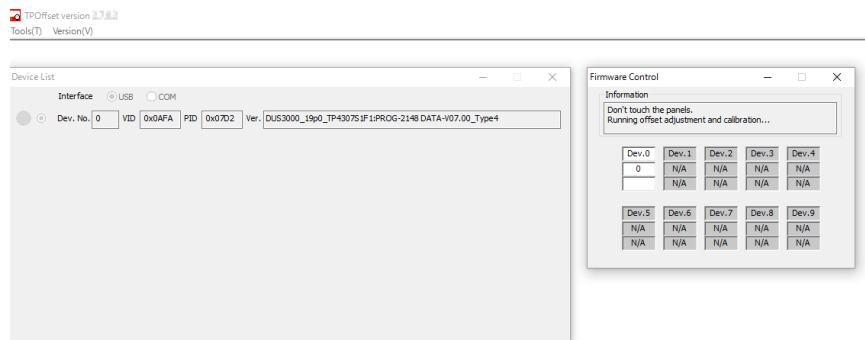 TPOffset version
Tools(T) Version(V)
Device List
Interface USB COM
Dev. No. 0 VID 0x0AFA PID 0x07D2 Ver. DUS3000_19p0_TP4307S1F1:PROG-2148 DATA-V07.00_Type4
Firmware Control
Information
Don't touch the panels.
Running offset adjustment and calibration...
Dev.0 Dev.1 Dev.2 Dev.3 Dev.4
0 N/A N/A N/A N/A
N/A N/A N/A N/A
Dev.5 Dev.6 Dev.7 Dev.8 Dev.9
N/A N/A N/A N/A N/A
N/A N/A N/A N/A N/A